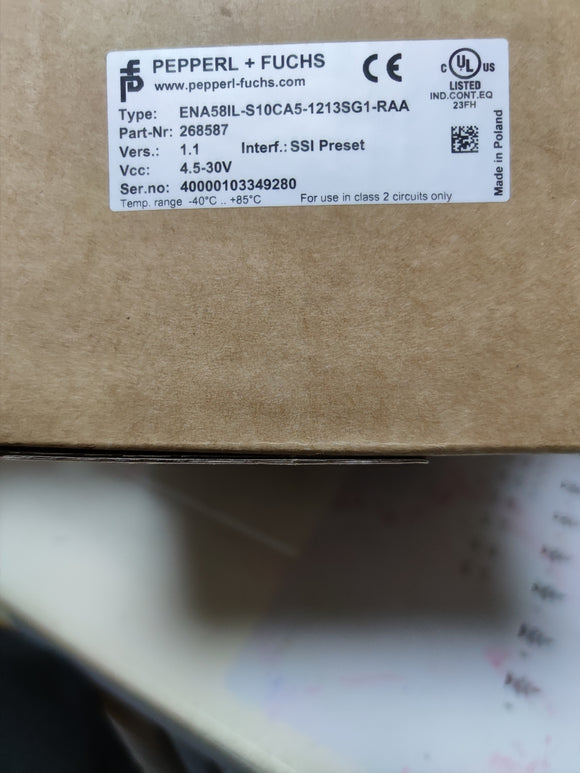 PEPPERL + FUCHS
www.pepperl-fuchs.com
Type: ENA58IL-S10CA5-1213SG1-RAA
Part-Nr: 268587
Vers.: 1.1 Interf.: SSI Preset
Vcc: 4.5-30V
Ser.no: 40000103349280
Temp. range -40°C .. +85°C For use in class 2 circuits only
CE
c UL US
LISTED
IND.CONT.EQ
23FH
Made in Poland